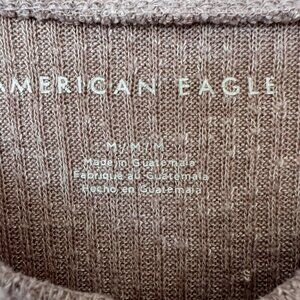 AMERICAN EAGLE
M/M/M
Made in Guatemala
Fabriqué au Guatemala
Hecho en Guatemala